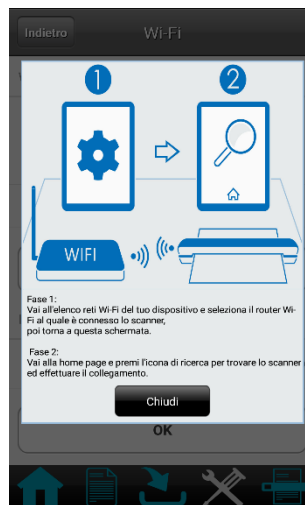 Indietro
Wi-Fi
1
2
WIFI
Fase 1:
Vai all'elenco reti Wi-Fi del tuo dispositivo e seleziona il router Wi-
Fi al quale è connesso lo scanner,
poi torna a questa schermata.
Fase 2:
Vai alla home page e premi l'icona di ricerca per trovare lo scanner
ed effettuare il collegamento.
Chiudi
OK